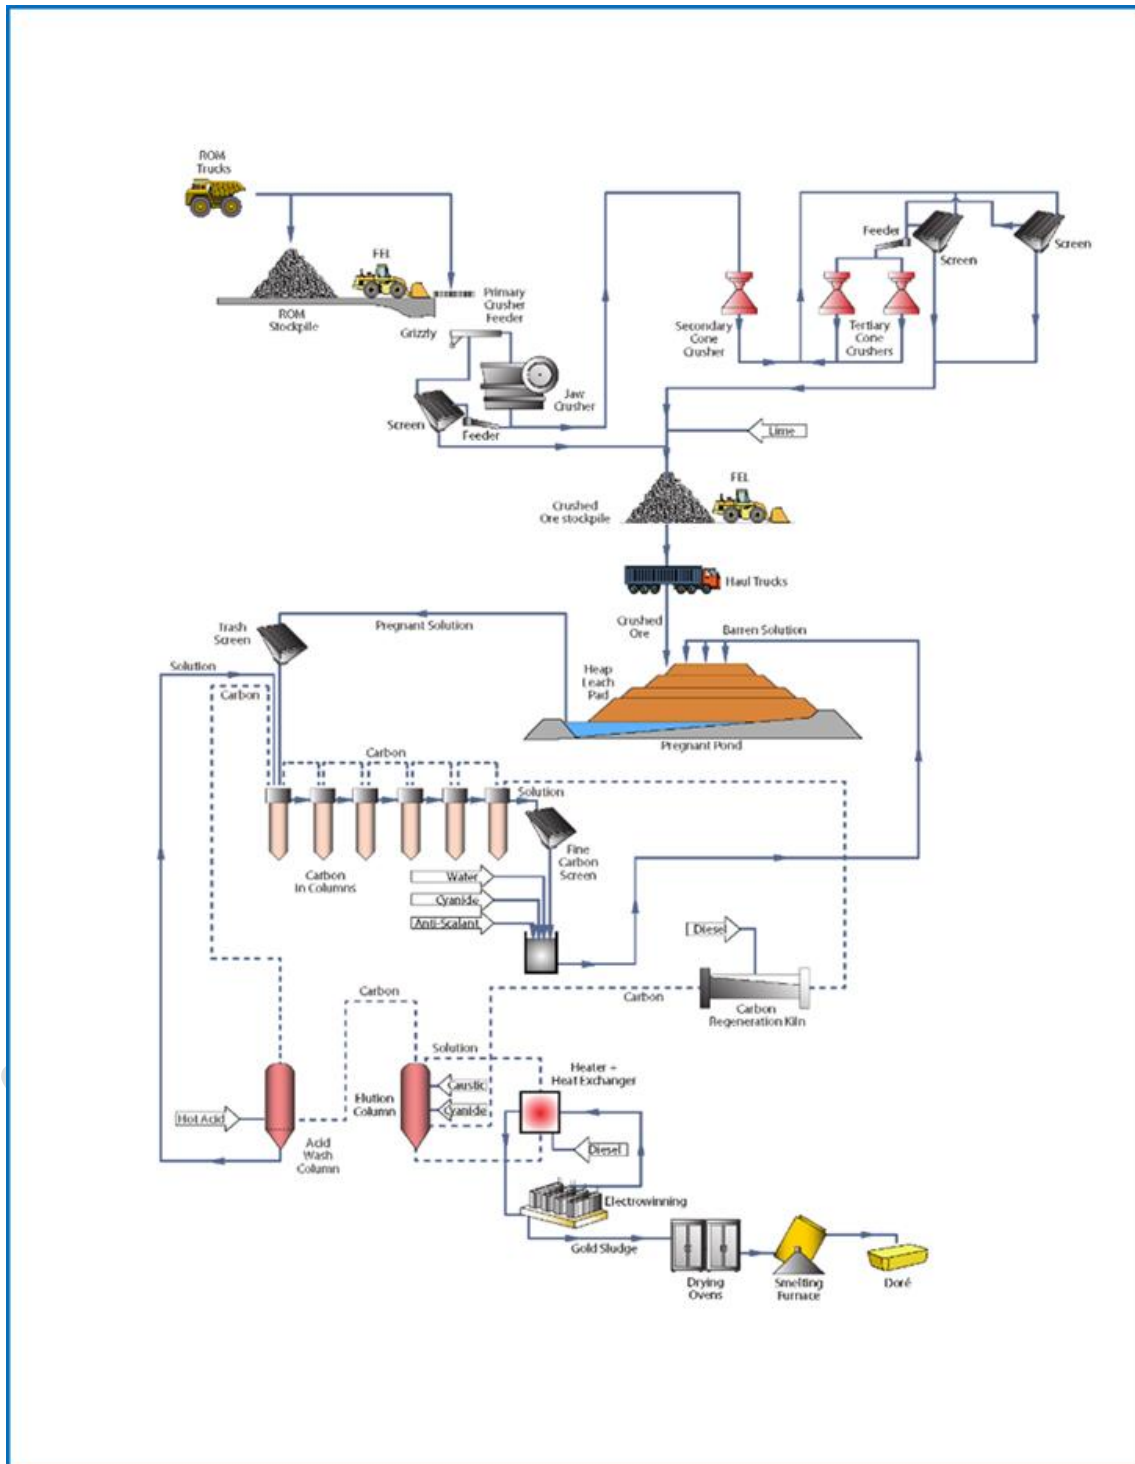 ROM
Trucks
FEL
ROM
Stockpile
Primary
Crusher
Feeder
Grizzly
Jaw
Crusher
Screen
Feeder
Secondary
Cone
Crusher
Feeder
Screen
Screen
Tertiary
Cone
Crushers
Lime
FEL
Crushed
Ore stockpile
Haul Trucks
Crushed
Ore
Barren Solution
Pregnant Solution
Trash
Screen
Solution
Carbon
Heap
Leach
Pad
Pregnant Pond
Carbon
Solution
Fine
Carbon
Screen
Carbon
In Columns
Water
Cyanide
Anti-Scalant
Diesel
Carbon
Carbon
Regeneration Kiln
Carbon
Solution
Heater +
Heat Exchanger
Elution
Column
Caustic
Cyanide
Hot Acid
Acid
Wash
Column
Diesel
Electrowinning
Gold Sludge
Drying
Ovens
Smelting
Furnace
Doré